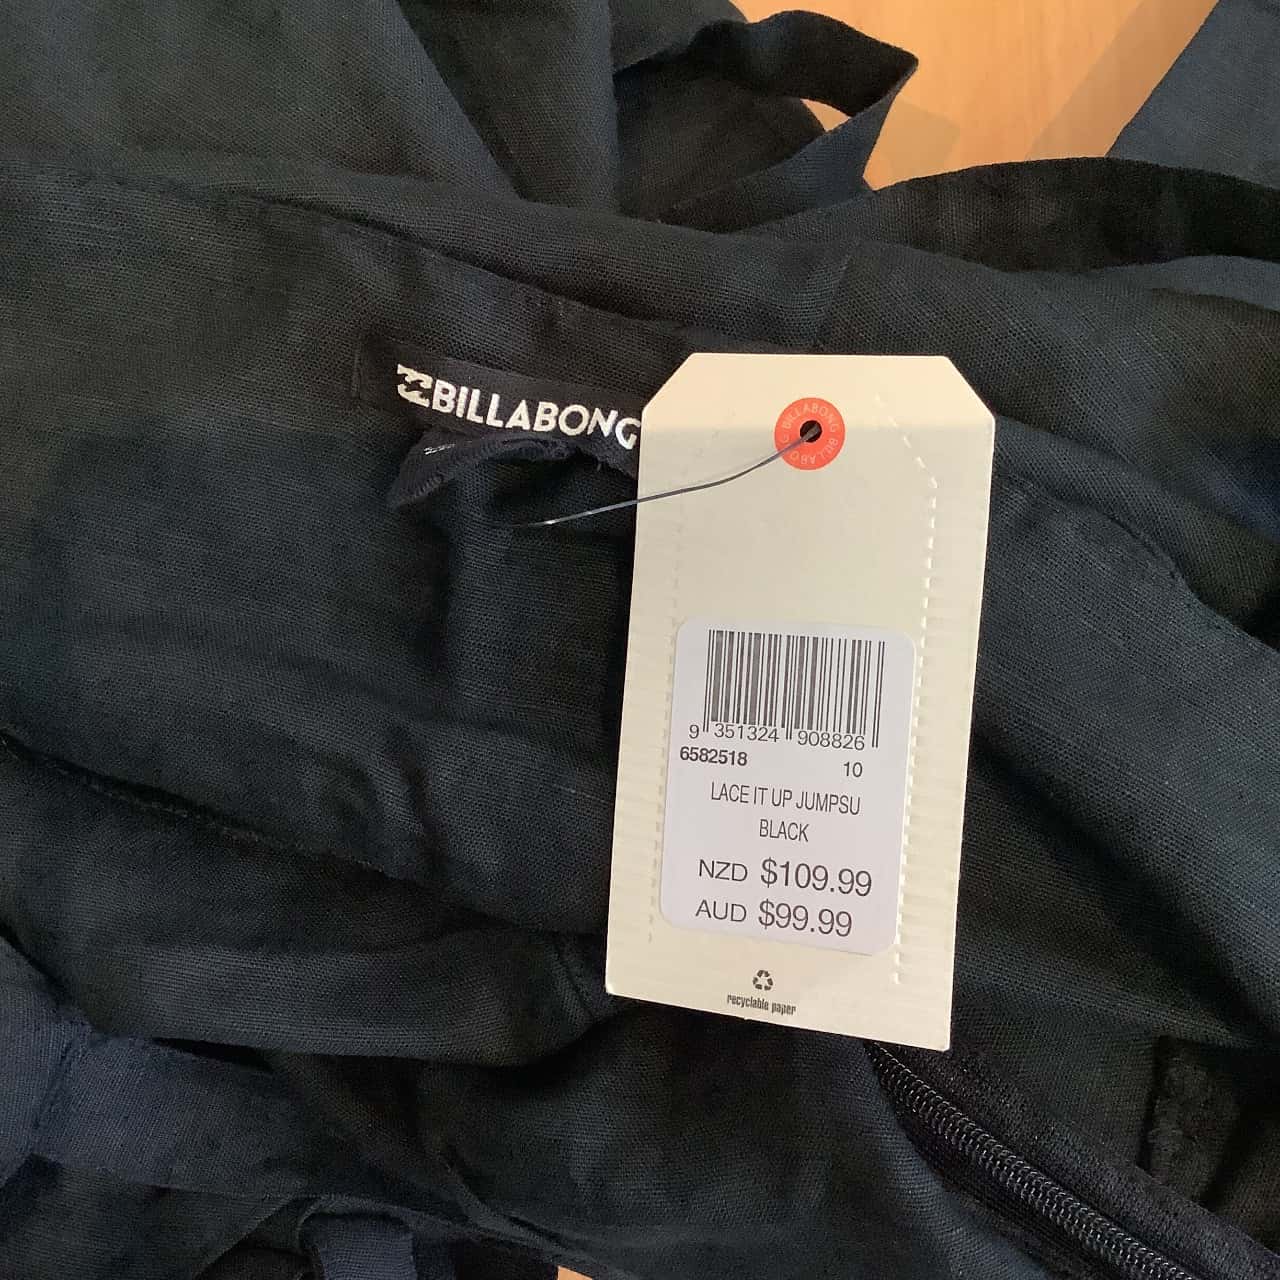 BILLABONG
BILLABONG BILLABONG
9 351324 908826
6582518 10
LACE IT UP JUMPSU
BLACK
NZD $109.99
AUD $99.99
recyclable paper